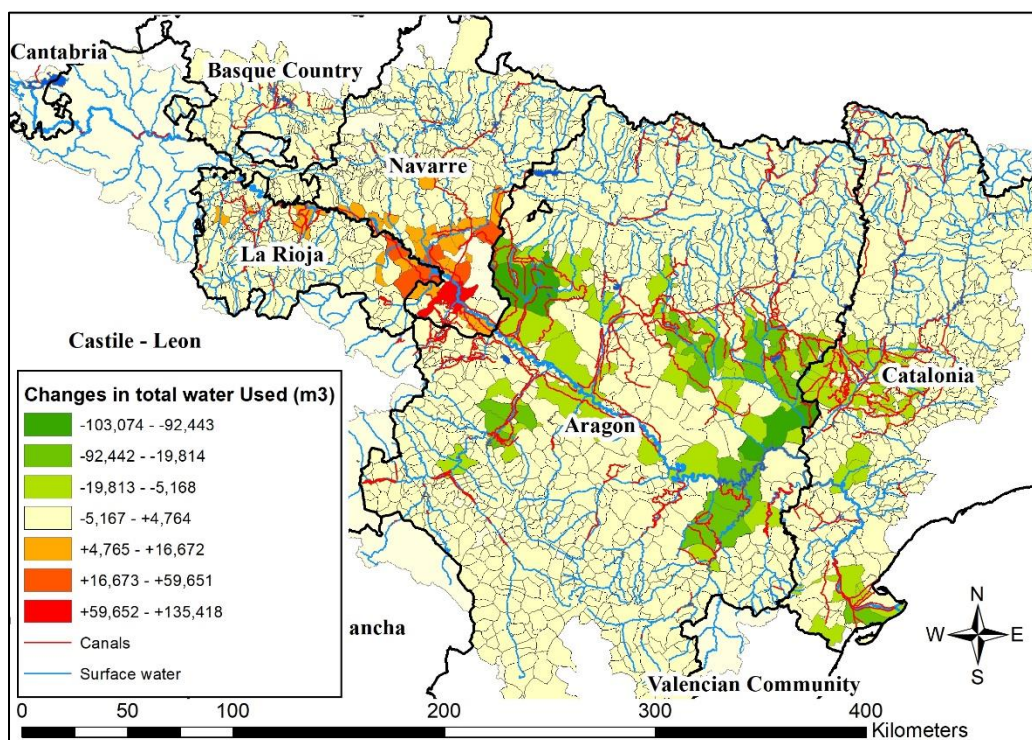 Cantabria
Basque Country
Navarre
La Rioja
Castile - Leon
Catalonia
Aragon
ancha
Valencian Community
Changes in total water Used (m3)
-103,074 - -92,443
-92,442 - -19,814
-19,813 - -5,168
-5,167 - +4,764
+4,765 - +16,672
+16,673 - +59,651
+59,652 - +135,418
Canals
Surface water
N
W E
S
0 25 50 100 200 300 400
Kilometers